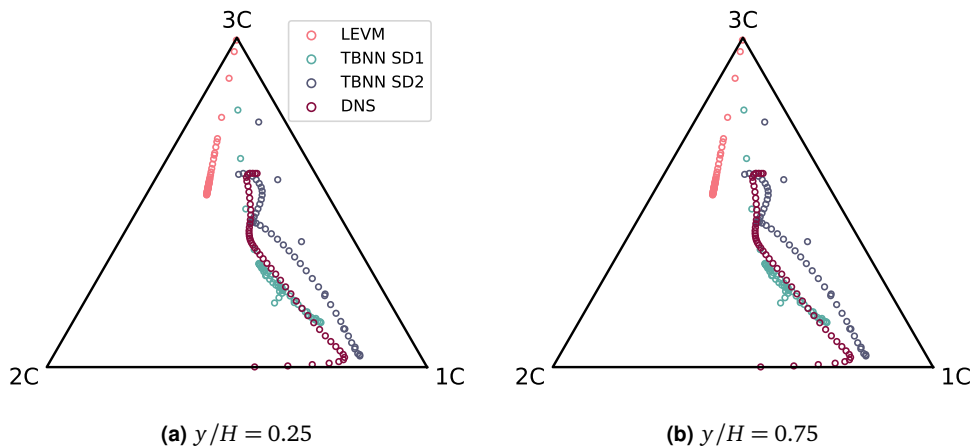 3C
LEVM
TBNN SD1
TBNN SD2
DNS
2C
1C
(a) y/H = 0.25
3C
2C
1C
(b) y/H = 0.75